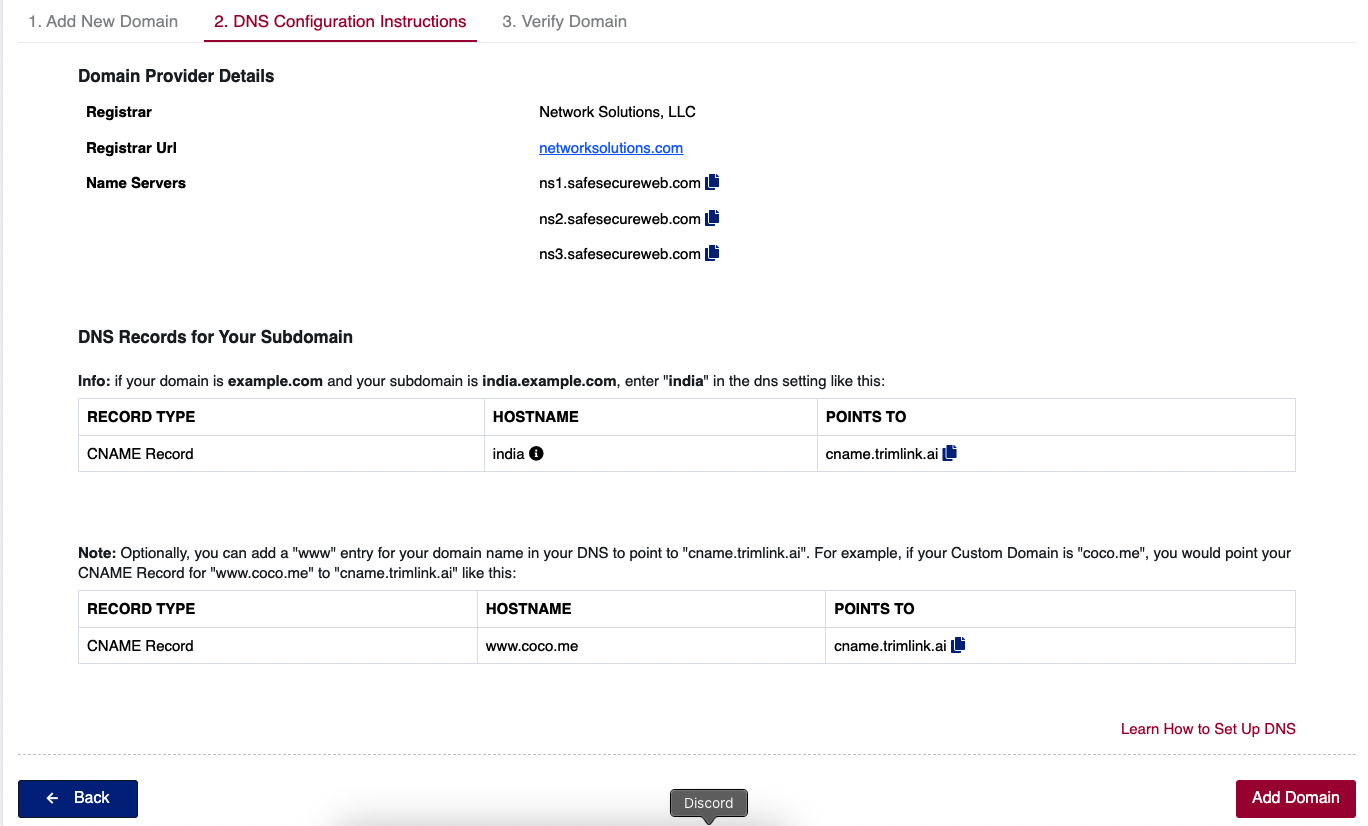 1. Add New Domain 2. DNS Configuration Instructions 3. Verify Domain
Domain Provider Details
Registrar Network Solutions, LLC
Registrar Url networksolutions.com
Name Servers ns1.safesecureweb.com
ns2.safesecureweb.com
ns3.safesecureweb.com
DNS Records for Your Subdomain
Info: if your domain is example.com and your subdomain is india.example.com, enter "india" in the dns setting like this:
RECORD TYPE HOSTNAME POINTS TO
CNAME Record india cname.trimlink.ai
Note: Optionally, you can add a "www" entry for your domain name in your DNS to point to "cname.trimlink.ai". For example, if your Custom Domain is "coco.me", you would point your
CNAME Record for "www.coco.me" to "cname.trimlink.ai" like this:
RECORD TYPE HOSTNAME POINTS TO
CNAME Record www.coco.me cname.trimlink.ai
Learn How to Set Up DNS
Back Discord Add Domain